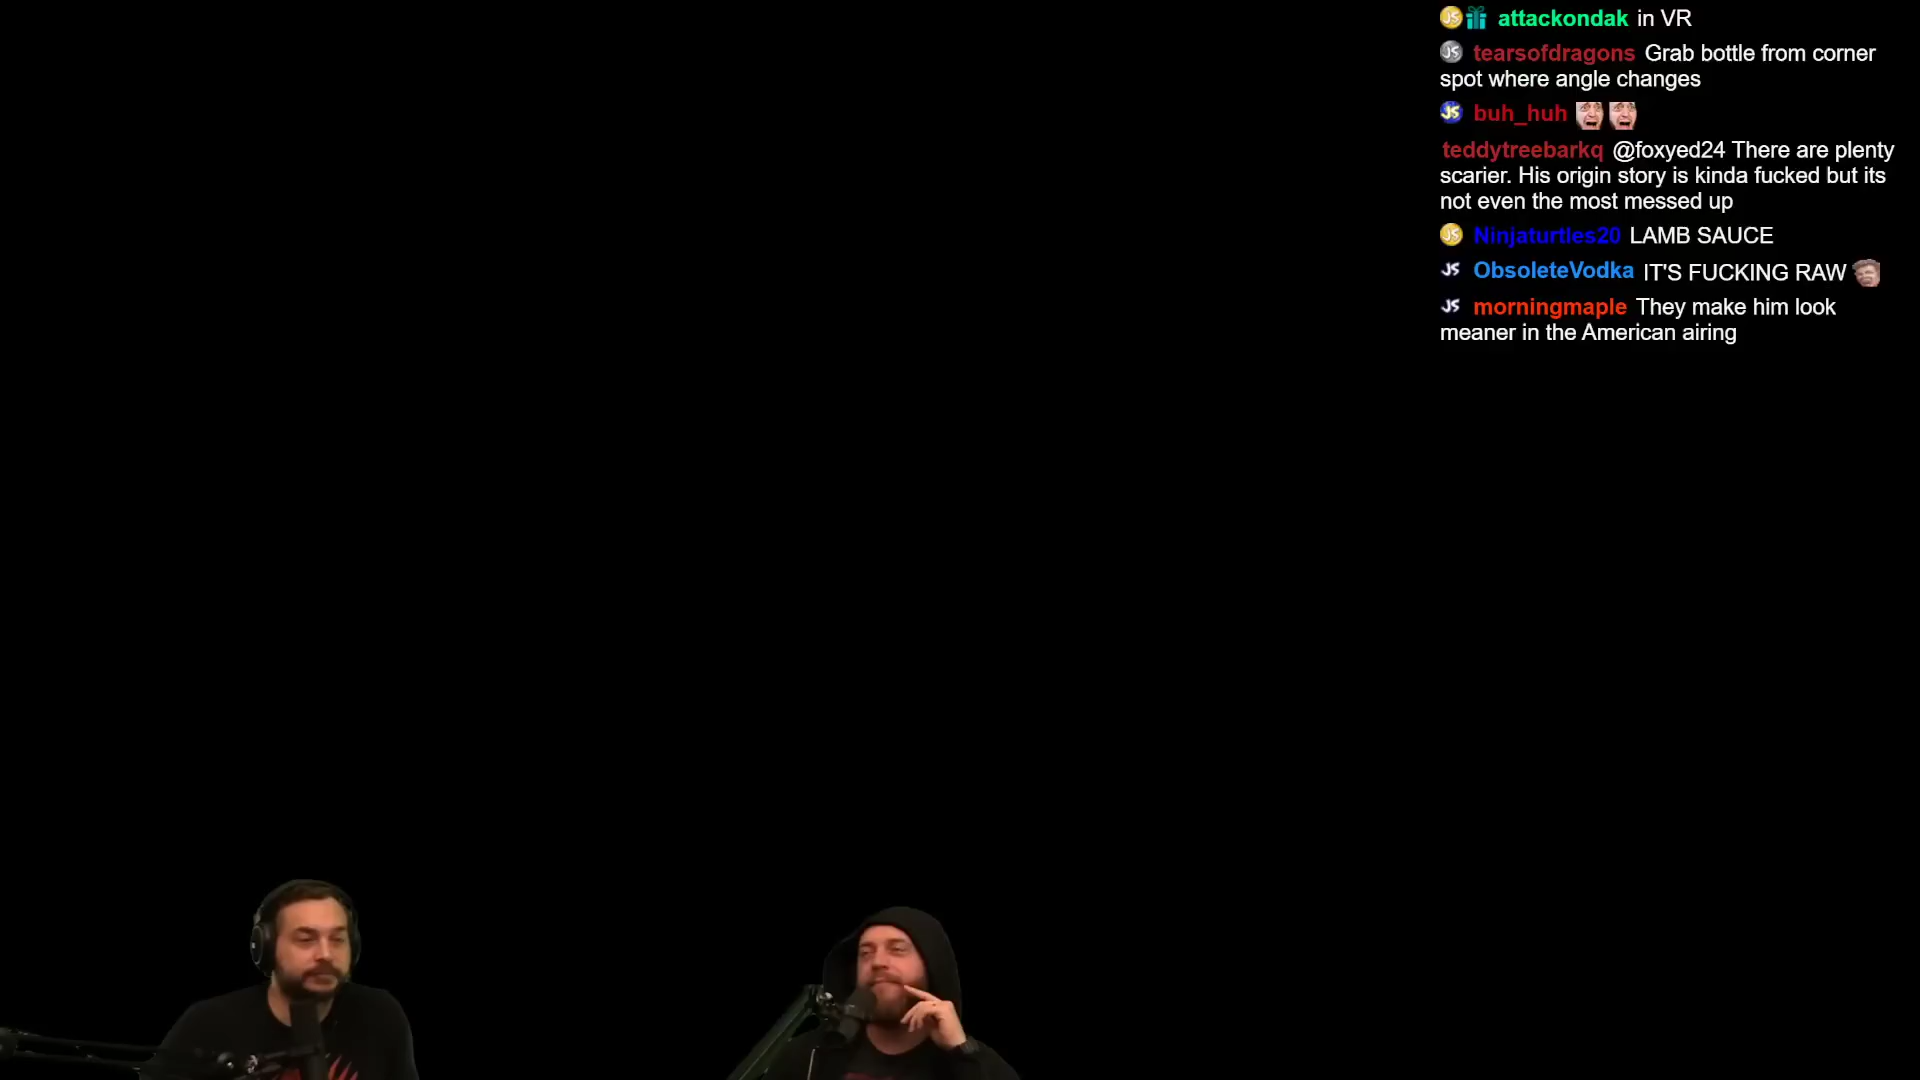 attackondak in VR
tearsofdragons Grab bottle from corner
spot where angle changes
buh_huh
teddytreebarkq @foxyed24 There are plenty
scarier. His origin story is kinda fucked but its
not even the most messed up
Ninjaturtles20 LAMB SAUCE
ObsoleteVodka IT'S FUCKING RAW
morningmaple They make him look
meaner in the American airing